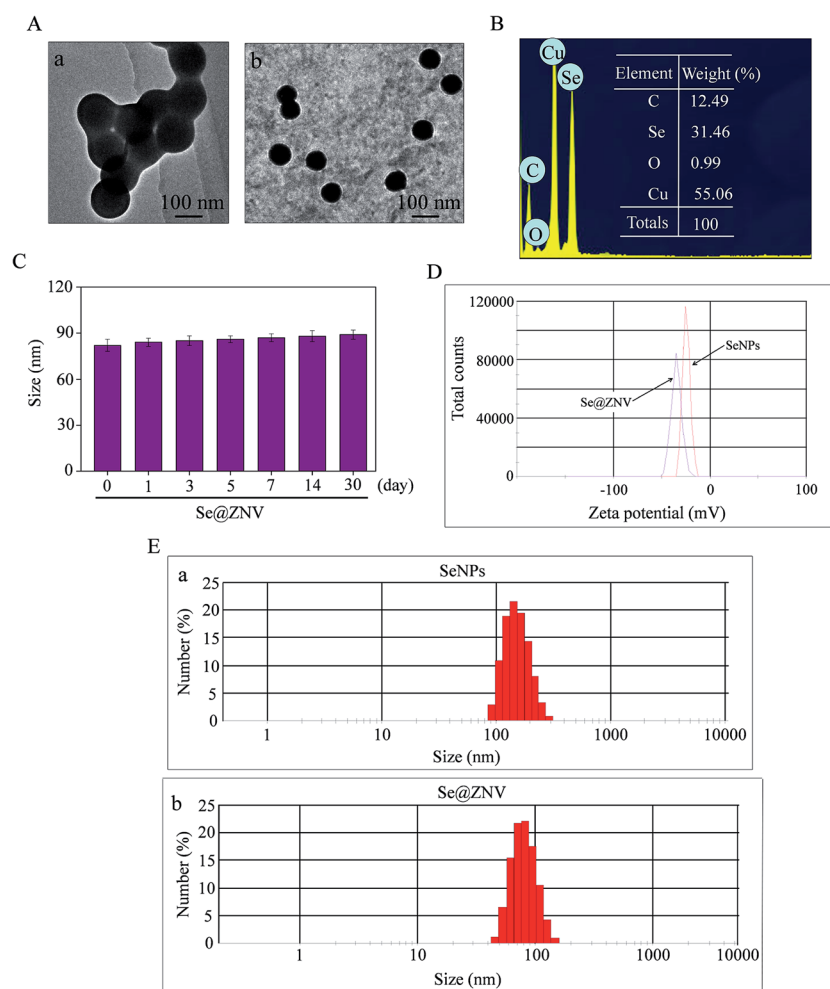 A
a
100 nm
b
100 nm
B
Cu
Se
C
O
Element Weight (%)
C 12.49
Se 31.46
O 0.99
Cu 55.06
Totals 100
C
Size (nm)
120
90
60
30
0
0 1 3 5 7 14 30 (day)
Se@ZNV
D
Total counts
120000
80000
40000
0
SeNPs
Se@ZNV
-100 0 100
Zeta potential (mV)
E
a
SeNPs
Number (%)
25
20
15
10
5
0
1 10 100 1000 10000
Size (nm)
b
Se@ZNV
Number (%)
25
20
15
10
5
0
1 10 100 1000 10000
Size (nm)